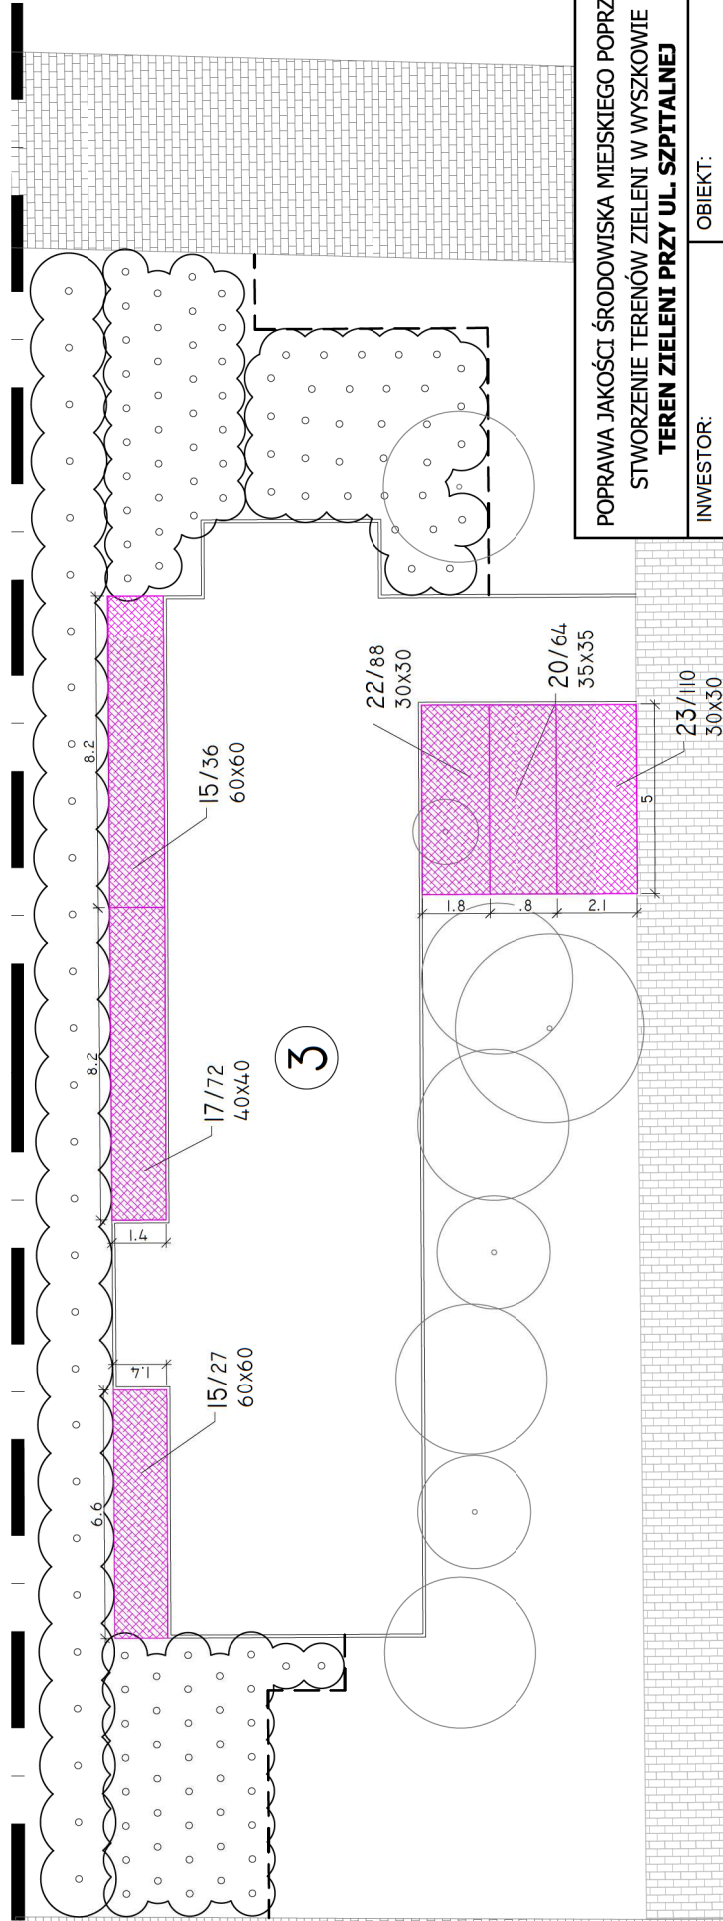 POPRAWA JAKOŚCI ŚRODOWISKA MIEJSKIEGO POPRZ
STWORZENIE TERENÓW ZIELENI W WYSZKOWIE
TEREN ZIELENI PRZY UL. SZPITALNEJ
INWESTOR:
OBIEKT:
6.6
1.4
15/27
60x60
1.4
8.2
17/72
40x40
8.2
15/36
60x60
3
22/88
30x30
20/64
35x35
23/110
30x30
1.8
.8
2.1
5